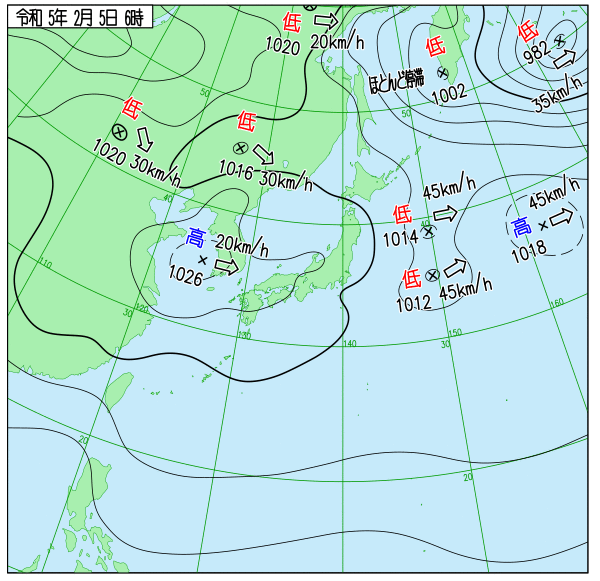 令和 5年 2月 5日 6時
低
1020 20km/h
低
ほとんど停滞
1002
低
982
35km/h
50
50
低
1020 30km/h
低
1016 30km/h
40
低
45km/h
1014
40
高
45km/h
1018
高
20km/h
1026
低
1012 45km/h
110
120
30
130
140
30
150
160
20
20